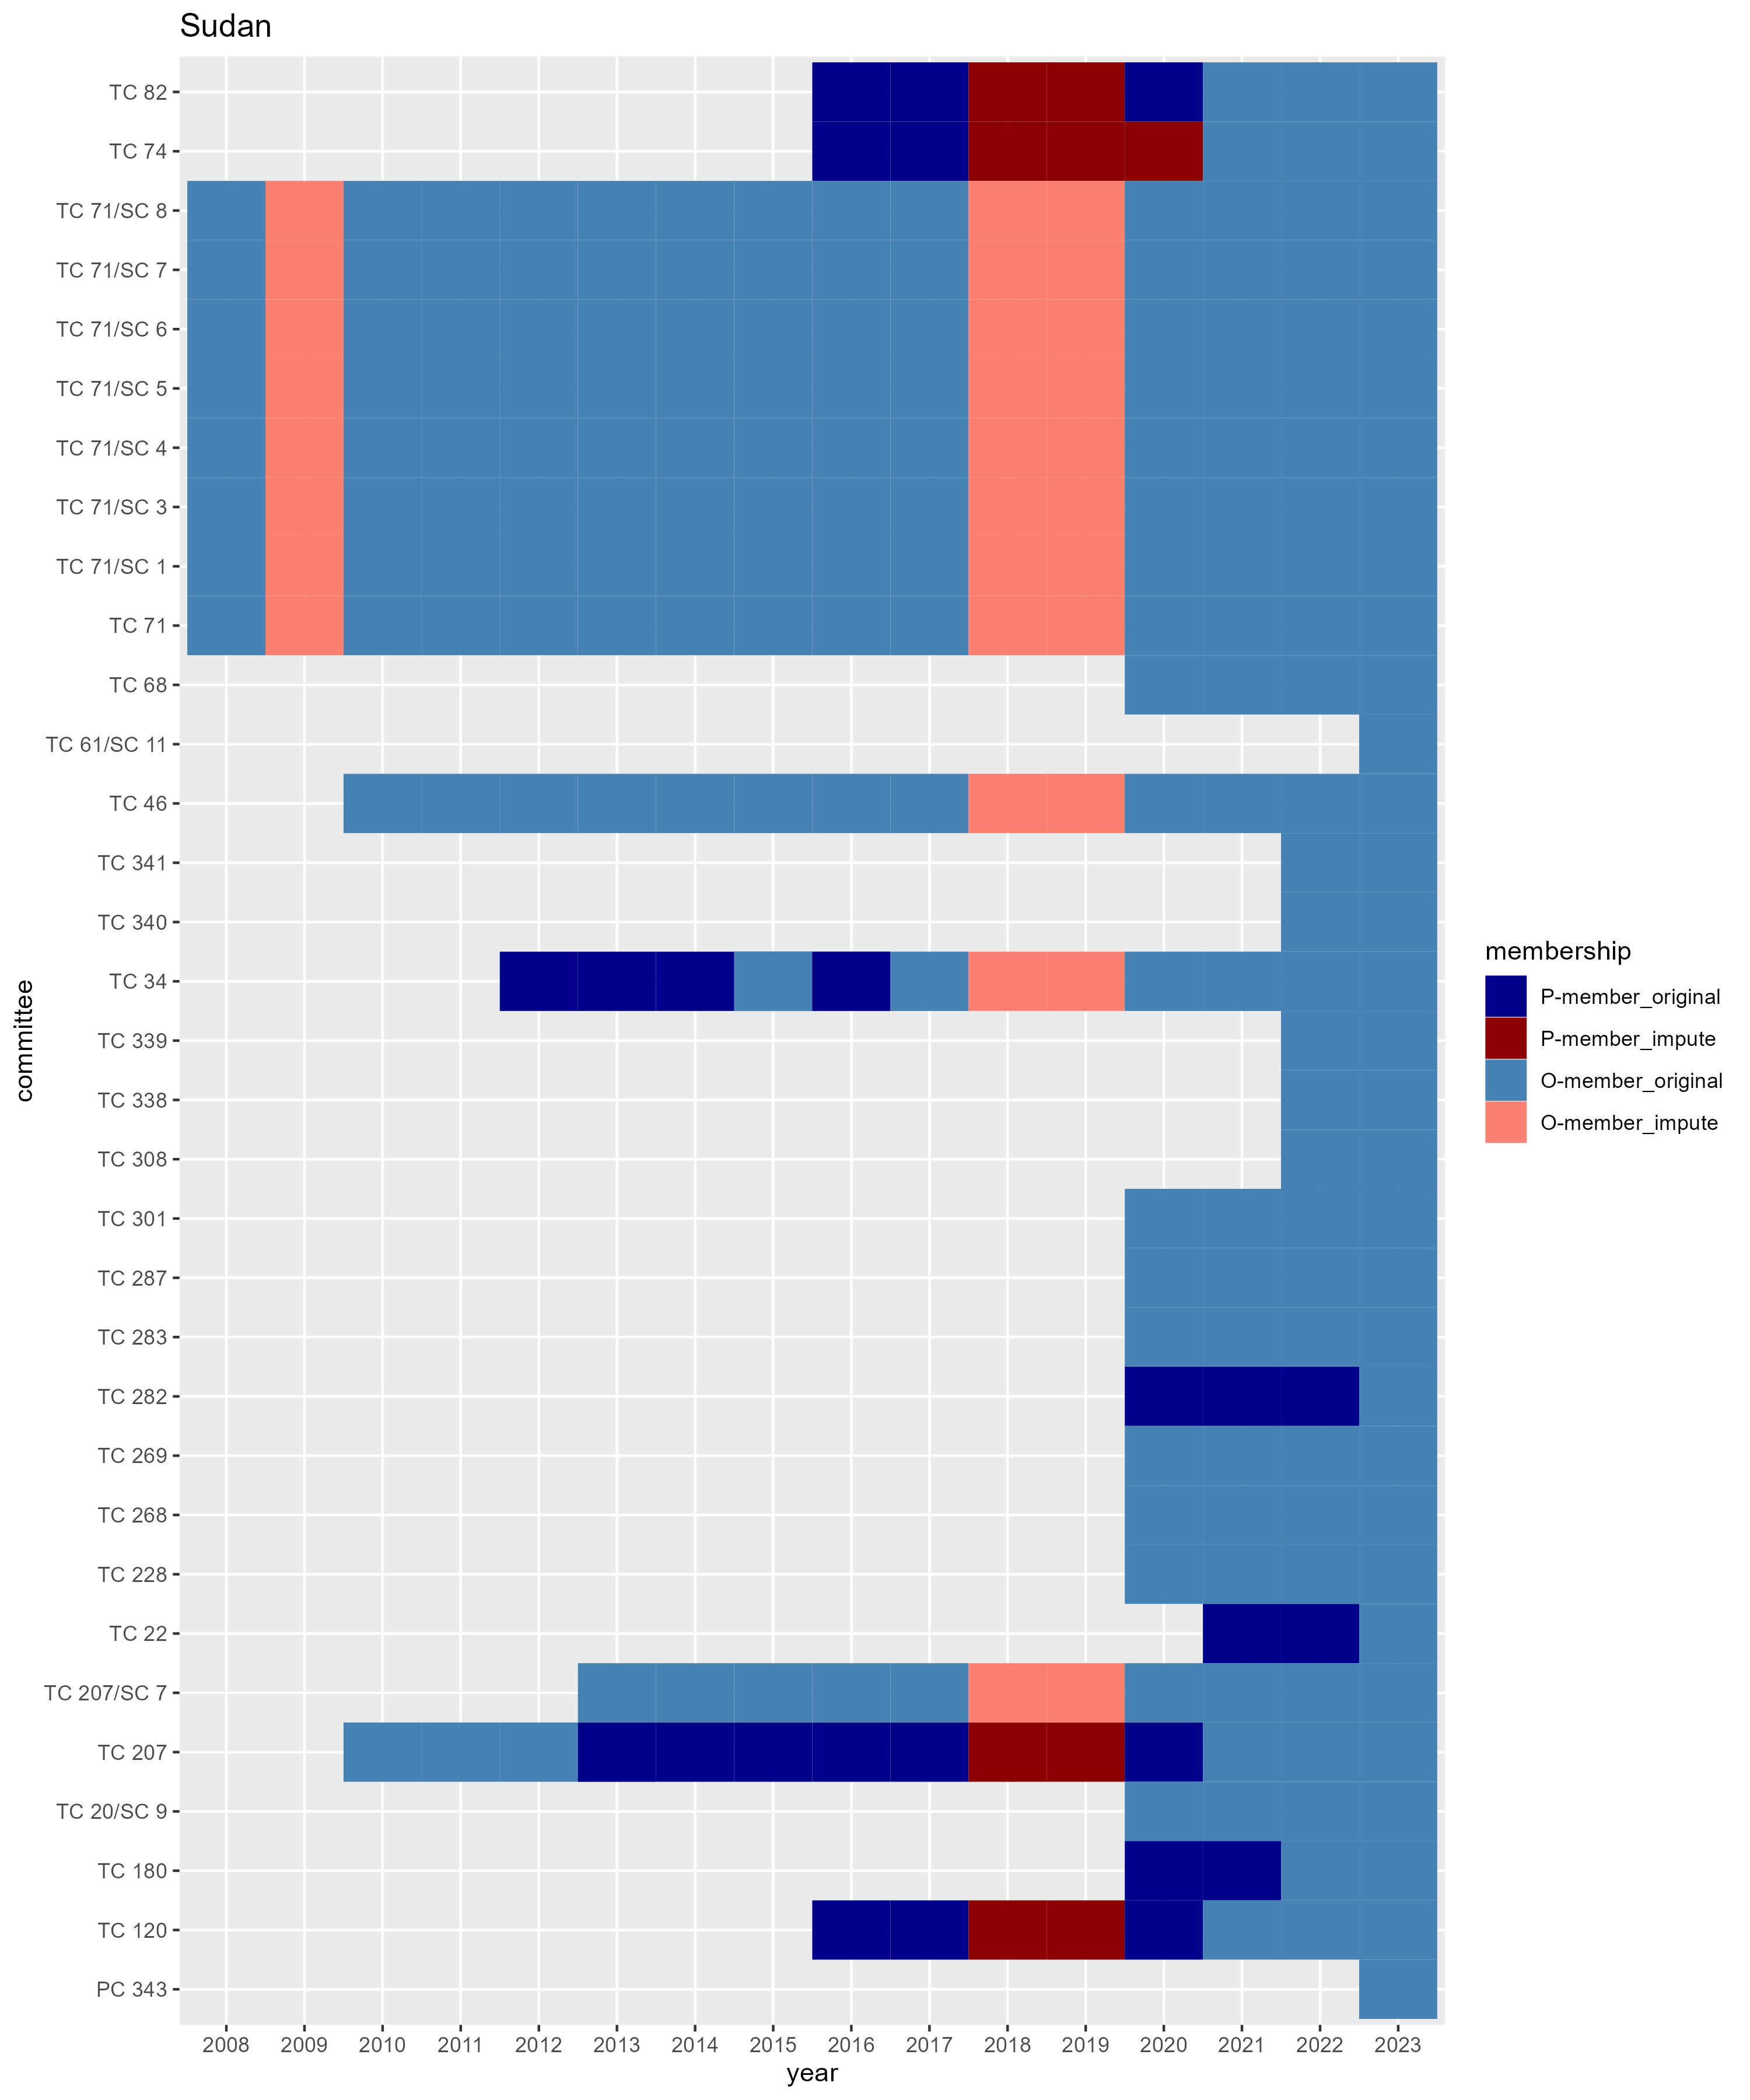 Sudan
TC 82
TC 74
TC 71/SC 8
TC 71/SC 7
TC 71/SC 6
TC 71/SC 5
TC 71/SC 4
TC 71/SC 3
TC 71/SC 1
TC 71
TC 68
TC 61/SC 11
TC 46
TC 341
TC 340
TC 34
TC 339
TC 338
TC 308
TC 301
TC 287
TC 283
TC 282
TC 269
TC 268
TC 228
TC 22
TC 207/SC 7
TC 207
TC 20/SC 9
TC 180
TC 120
PC 343
committee
2008 2009 2010 2011 2012 2013 2014 2015 2016 2017 2018 2019 2020 2021 2022 2023
year
membership
P-member_original
P-member_impute
O-member_original
O-member_impute